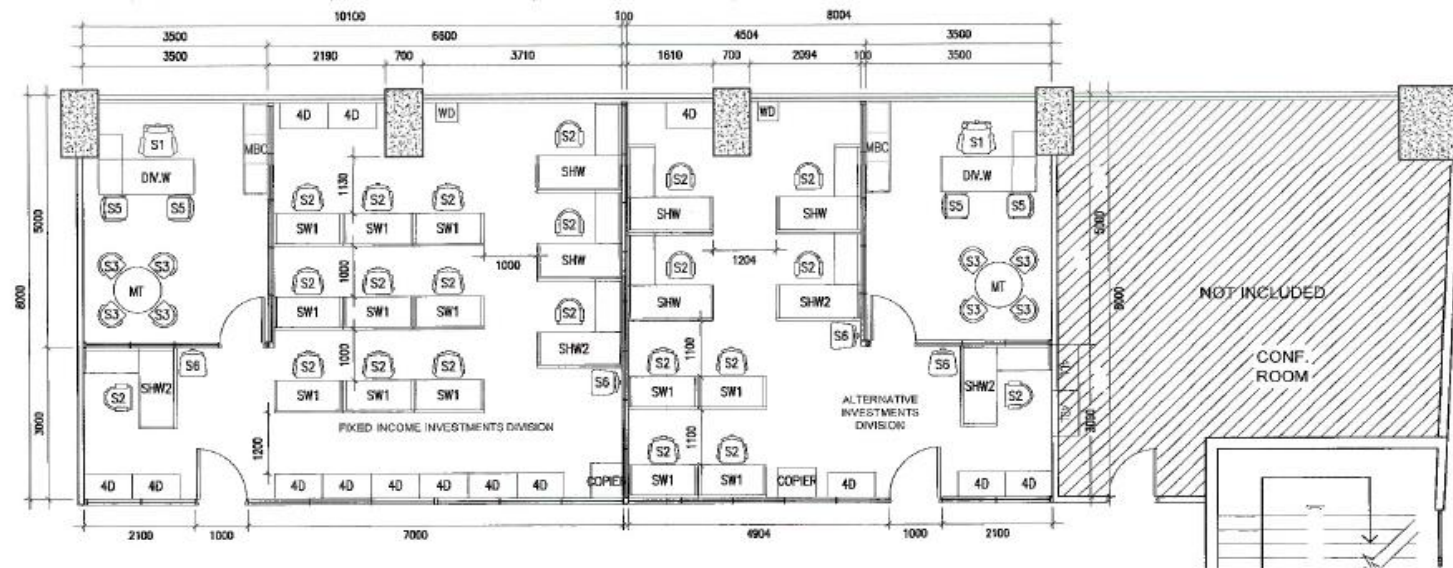 10100 100 8004
3500 6600 4504 3500
3500 2190 700 3710 1610 700 2094 100 3500
4D 4D WD 4D WD
S1 MBC S2 S2 S2 MBC S1
DIV.W SHW DIV.W
1130
S5 S5 S2 S2 S2 SHW SHW S5 S5
SW1 SW1 SW1 S2
5000 5000
S3 S3 1000 1000 SHW 1204 S2 S2 S3 S3
MT S2 S2 S2 MT
8000 8000
S3 S3 SW1 SW1 SW1 S2 SHW SHW2 S3 S3
NOT INCLUDED
1000 SHW2 S6
S6 S2 S2 S2 S2 S2 1100 S6
SHW2 S6 SHW2
S2 SW1 SW1 SW1 SW1 SW1 S2
CONF.
ROOM
3000 3000
FIXED INCOME INVESTMENTS DIVISION
ALTERNATIVE
INVESTMENTS
DIVISION
1200 1100
S2 S2
4D 4D 4D 4D 4D 4D 4D 4D COPIER SW1 SW1 COPIER 4D 4D 4D
2100 1000 7000 4904 1000 2100